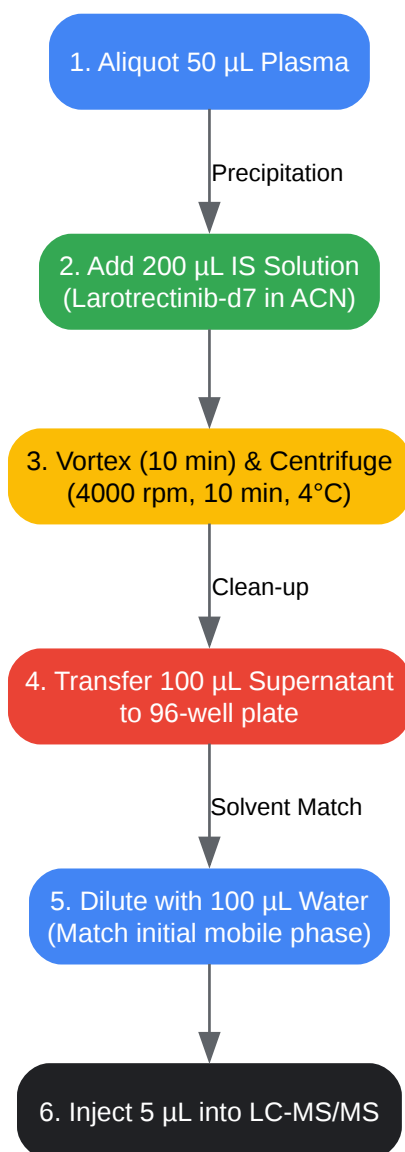 1. Aliquot 50 µL Plasma
Precipitation
2. Add 200 µL IS Solution
(Larotrectinib-d7 in ACN)
3. Vortex (10 min) & Centrifuge
(4000 rpm, 10 min, 4°C)
Clean-up
4. Transfer 100 µL Supernatant
to 96-well plate
Solvent Match
5. Dilute with 100 µL Water
(Match initial mobile phase)
6. Inject 5 µL into LC-MS/MS